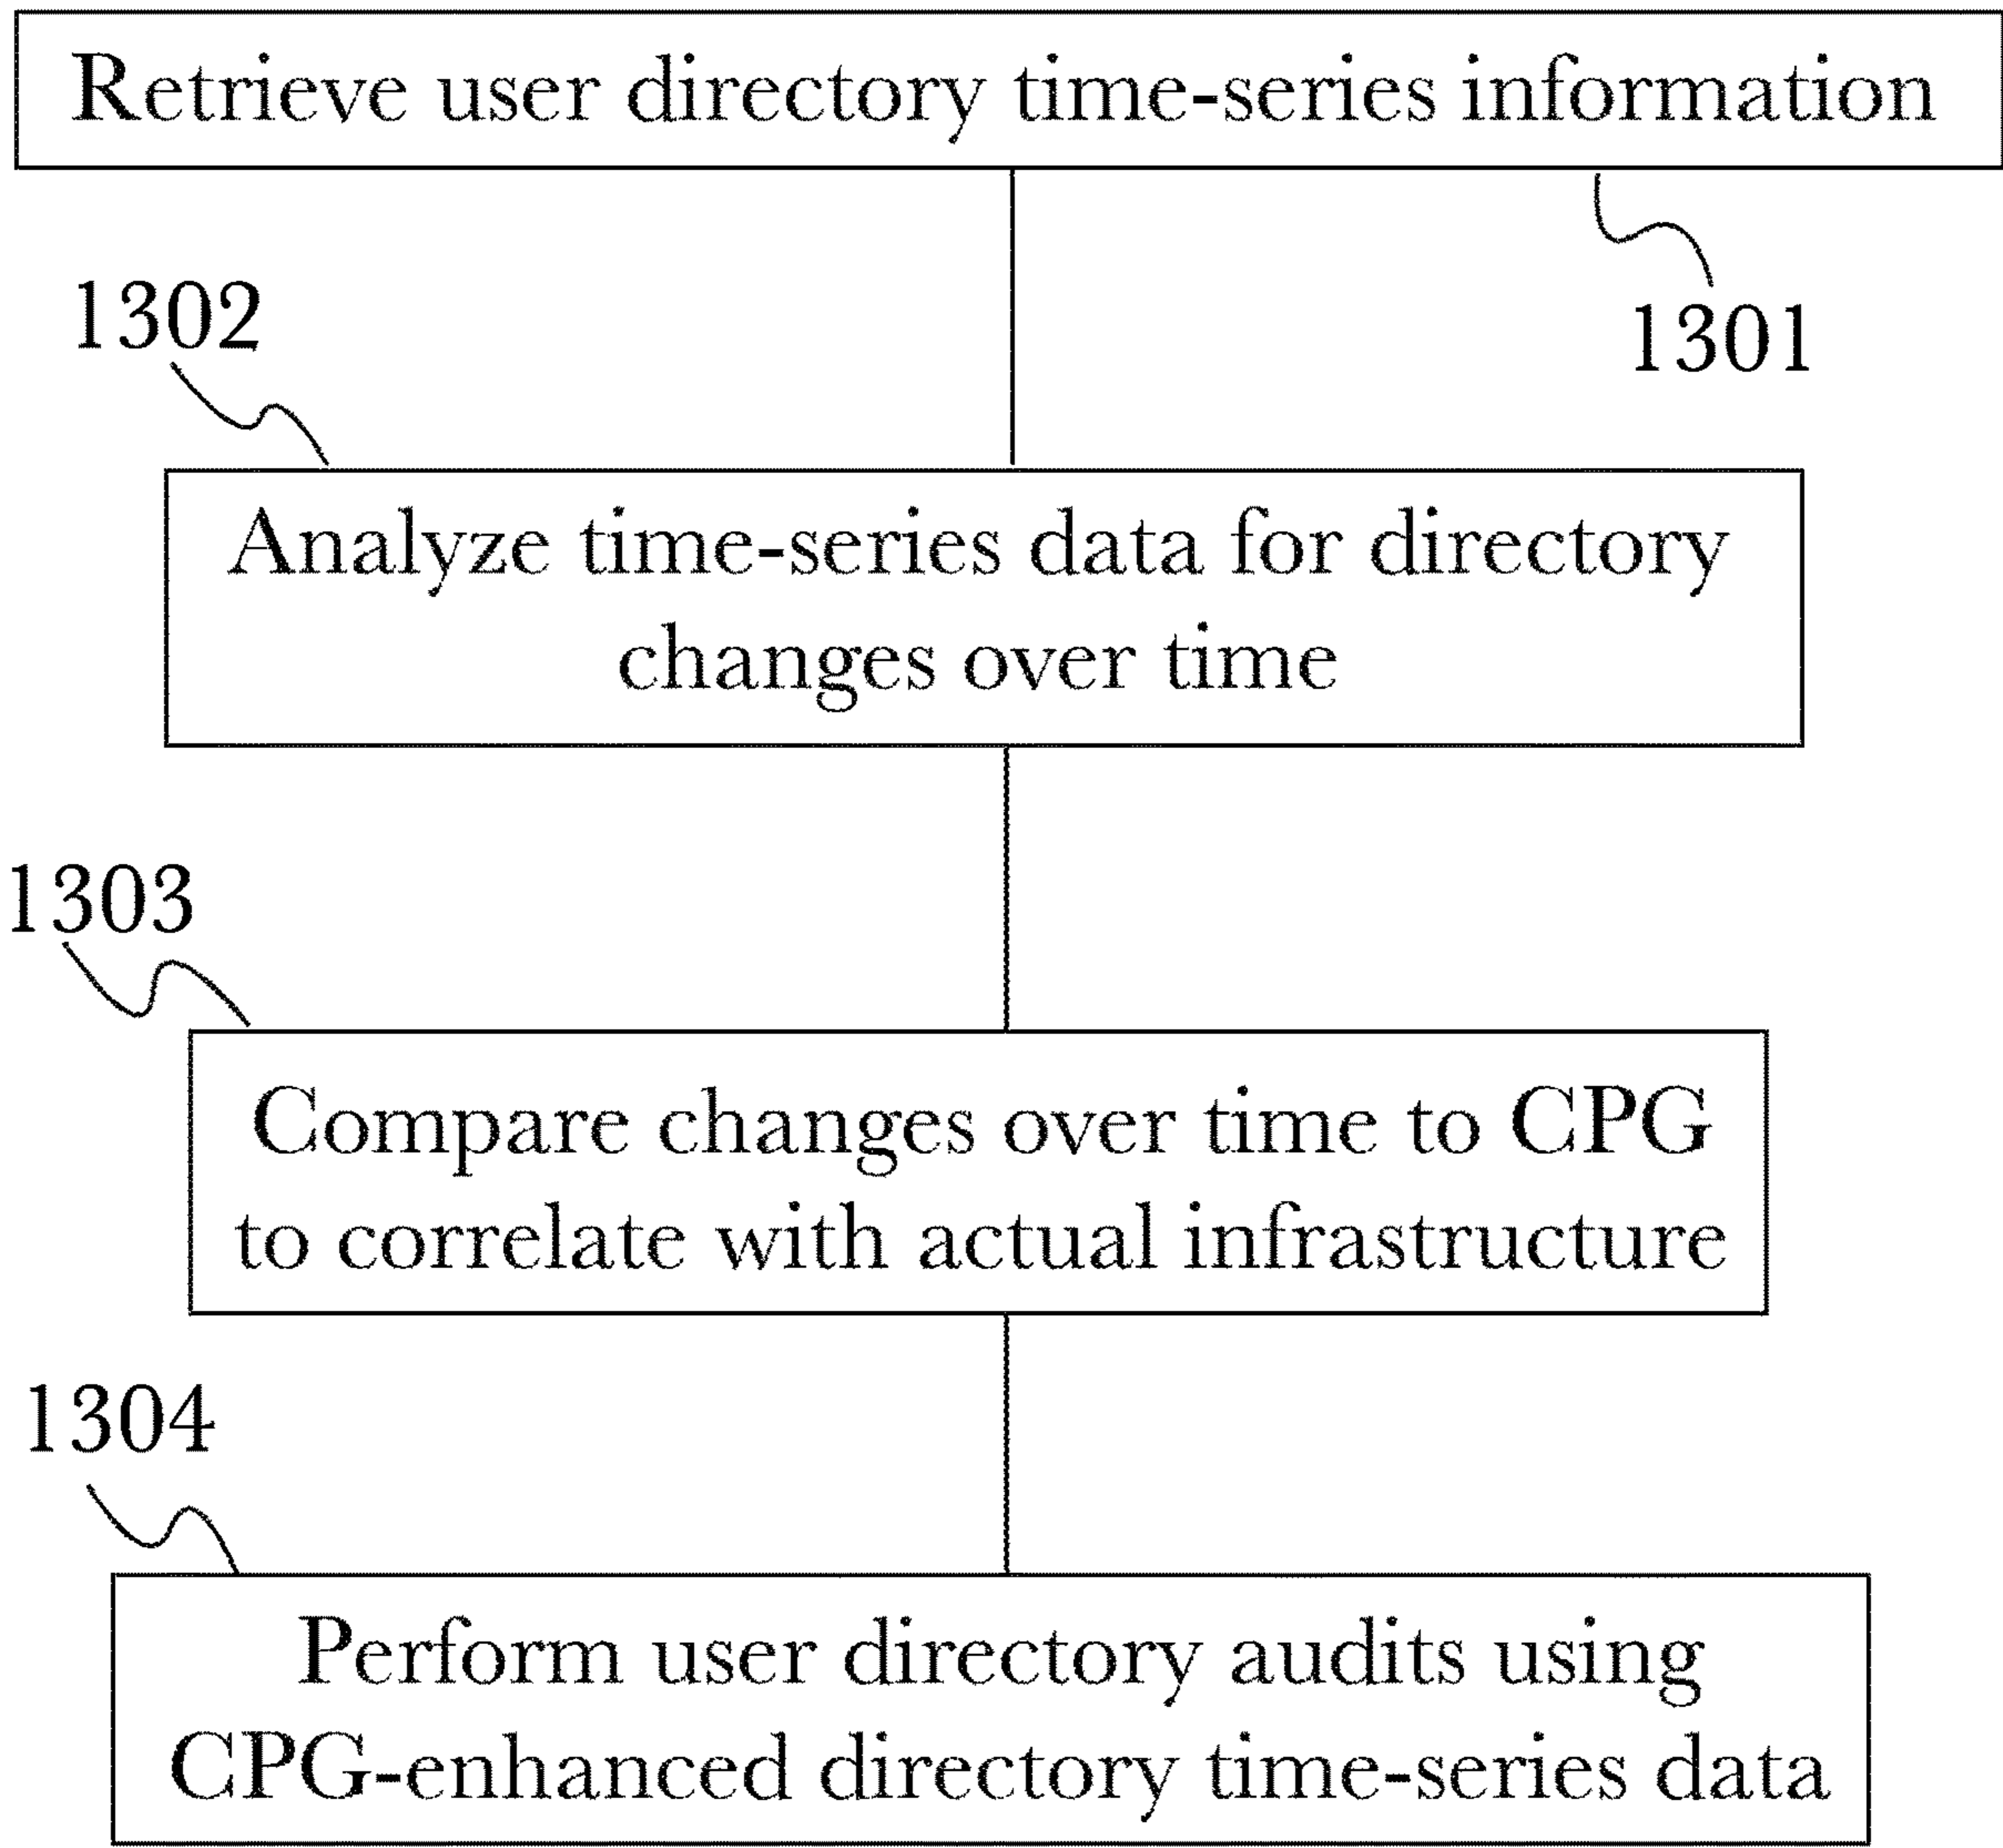 Retrieve user directory time-series information
1301
1302
Analyze time-series data for directory
changes over time
1303
Compare changes over time to CPG
to correlate with actual infrastructure
1304
Perform user directory audits using
CPG-enhanced directory time-series data